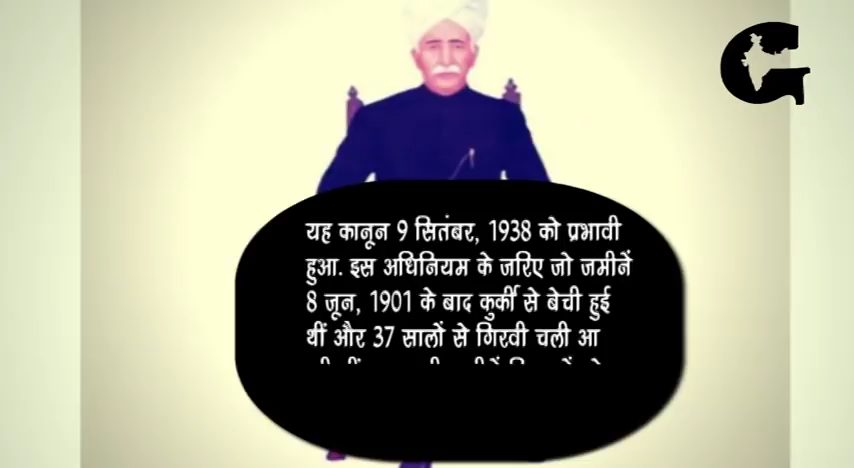 यह कानून 9 सितंबर, 1938 को प्रभावी
हुआ. इस अधिनियम के जरिए जो जमीनें
8 जून, 1901 के बाद कुर्की से बेची हुई
थीं और 37 सालों से गिरवी चली आ